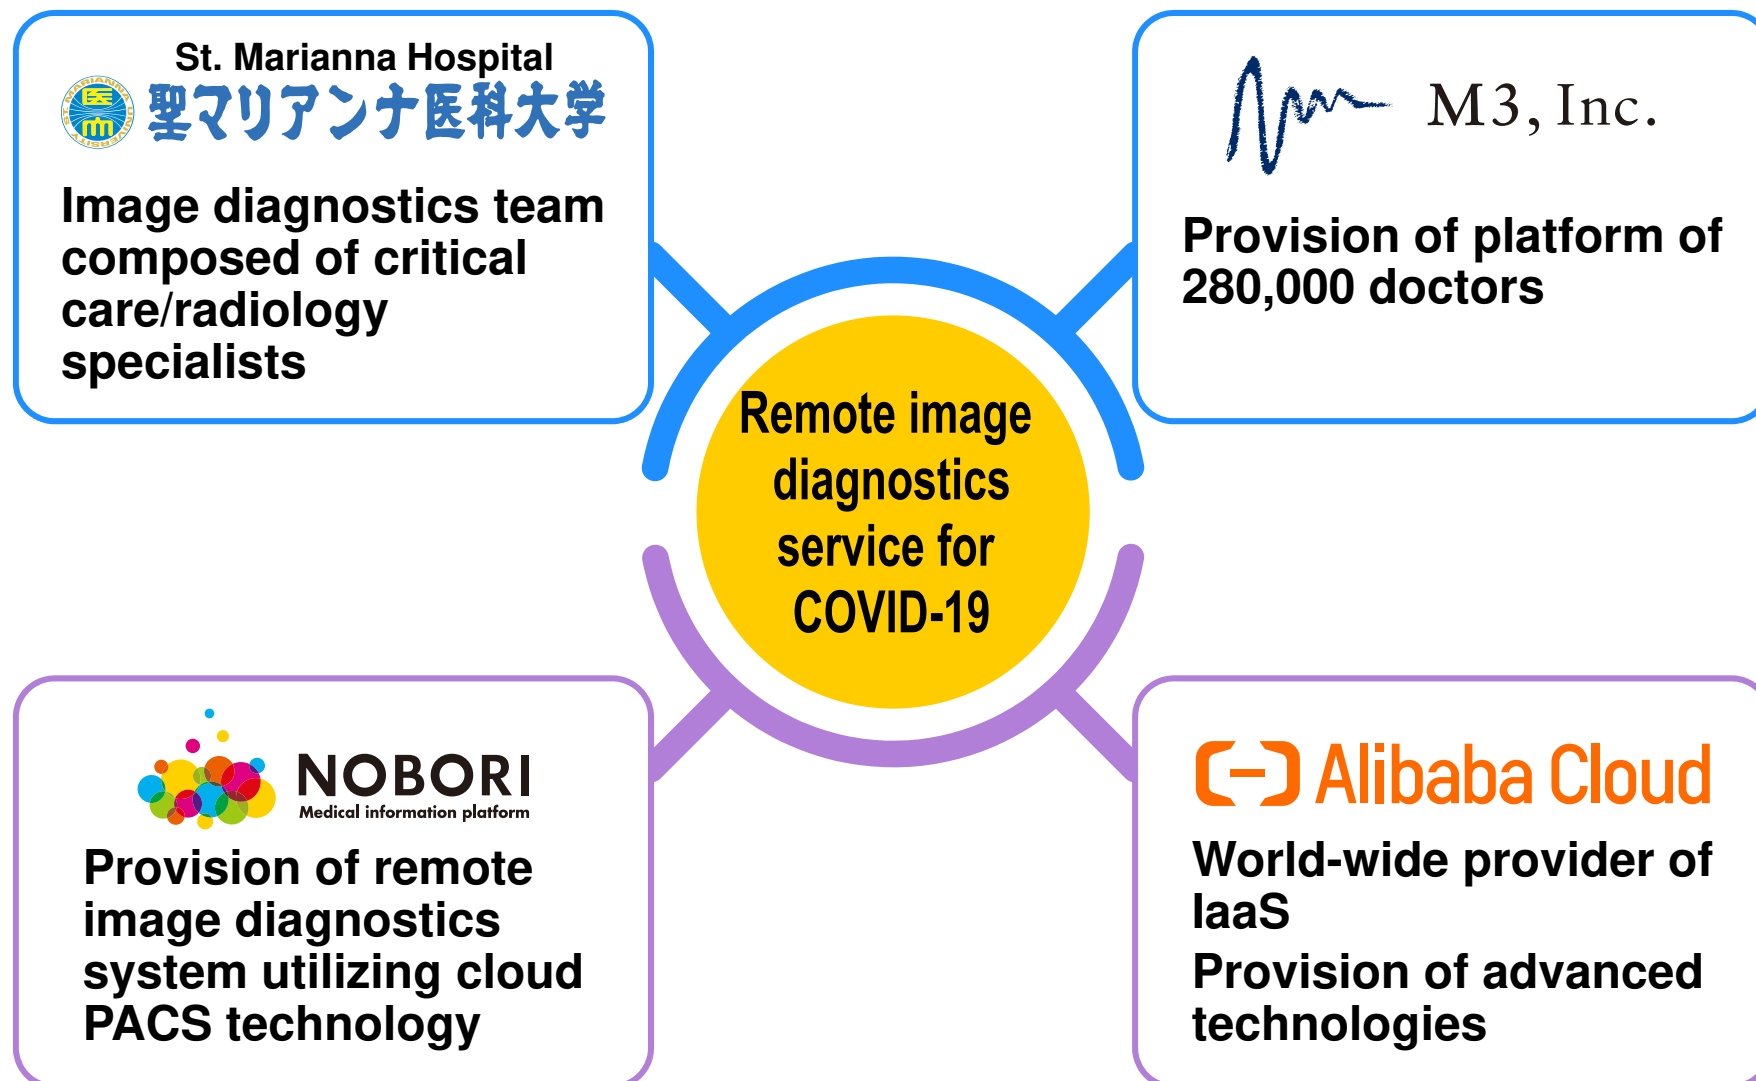 St. Marianna Hospital
聖マリアンナ医科大学
Image diagnostics team
composed of critical
care/radiology
specialists
M3, Inc.
Provision of platform of
280,000 doctors
Remote image
diagnostics
service for
COVID-19
NOBORI
Medical information platform
Provision of remote
image diagnostics
system utilizing cloud
PACS technology
Alibaba Cloud
World-wide provider of
IaaS
Provision of advanced
technologies